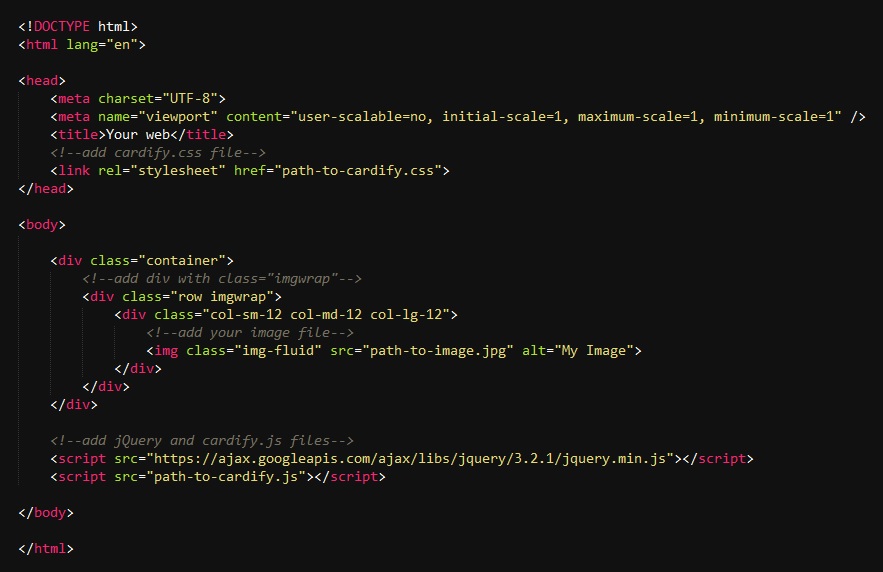 <!DOCTYPE html>
<html lang="en">
<head>
<meta charset="UTF-8">
<meta name="viewport" content="user-scalable=no, initial-scale=1, maximum-scale=1, minimum-scale=1" />
<title>Your web</title>
<!--add cardify.css file-->
<link rel="stylesheet" href="path-to-cardify.css">
</head>
<body>
<div class="container">
<!--add div with class="imgwrap"-->
<div class="row imgwrap">
<div class="col-sm-12 col-md-12 col-lg-12">
<!--add your image file-->
<img class="img-fluid" src="path-to-image.jpg" alt="My Image">
</div>
</div>
</div>
<!--add jQuery and cardify.js files-->
<script src="https://ajax.googleapis.com/ajax/libs/jquery/3.2.1/jquery.min.js"></script>
<script src="path-to-cardify.js"></script>
</body>
</html>